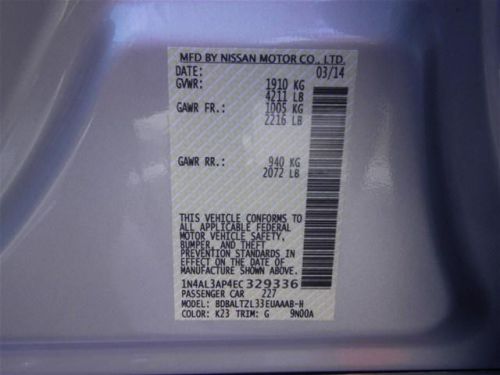 MFD BY NISSAN MOTOR CO., LTD.
DATE: 03/14
GVWR: 1910 KG
4211 LB
GAWR FR.: 1005 KG
2216 LB
GAWR RR.: 940 KG
2072 LB
THIS VEHICLE CONFORMS TO
ALL APPLICABLE FEDERAL
MOTOR VEHICLE SAFETY,
BUMPER, AND THEFT
PREVENTION STANDARDS IN
EFFECT ON THE DATE OF
MANUFACTURE SHOWN ABOVE.
1N4AL3AP4EC 329336
PASSENGER CAR 227
MODEL: BDBALTZL33EUAAAB-H
COLOR: K23 TRIM: G 9N00A